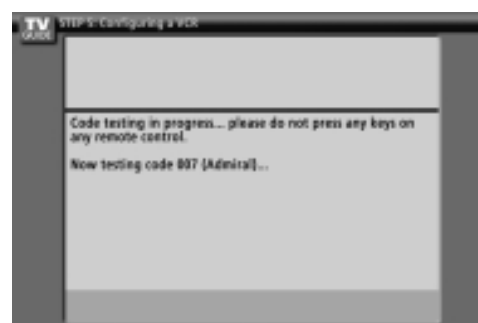 TV
GUIDE
STEP 5: Configuring a VCR
Code testing in progress... please do not press any keys on
any remote control.
Now testing code 007 (Admiral)...